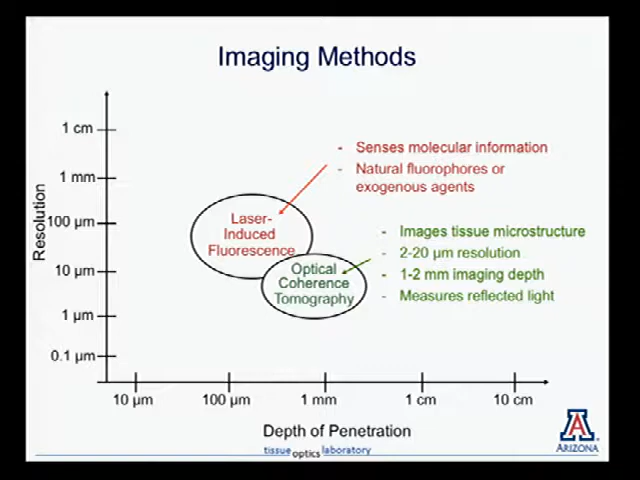 Imaging Methods
1 cm
1 mm
100 µm
10 µm
1 µm
0.1 µm
Resolution
- Senses molecular information
- Natural fluorophores or
exogenous agents
Laser-
Induced
Fluorescence
- Images tissue microstructure
- 2-20 µm resolution
- 1-2 mm imaging depth
- Measures reflected light
Optical
Coherence
Tomography
10 µm 100 µm 1 mm 1 cm 10 cm
Depth of Penetration
tissue optics laboratory
A
ARIZONA